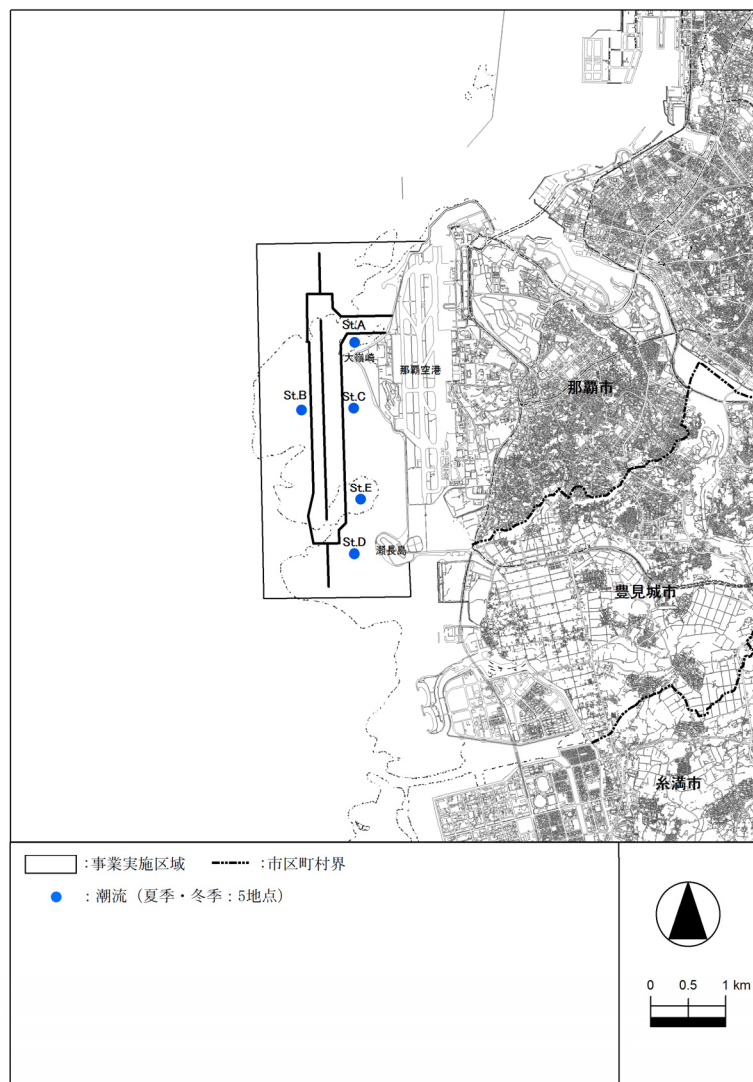 St.A
大嶺崎
那覇空港
那覇市
St.B
St.C
St.E
St.D
瀬長島
豊見城市
糸満市
:事業実施区域
:市区町村界
:潮流（夏季・冬季：5地点）
0 0.5 1 km